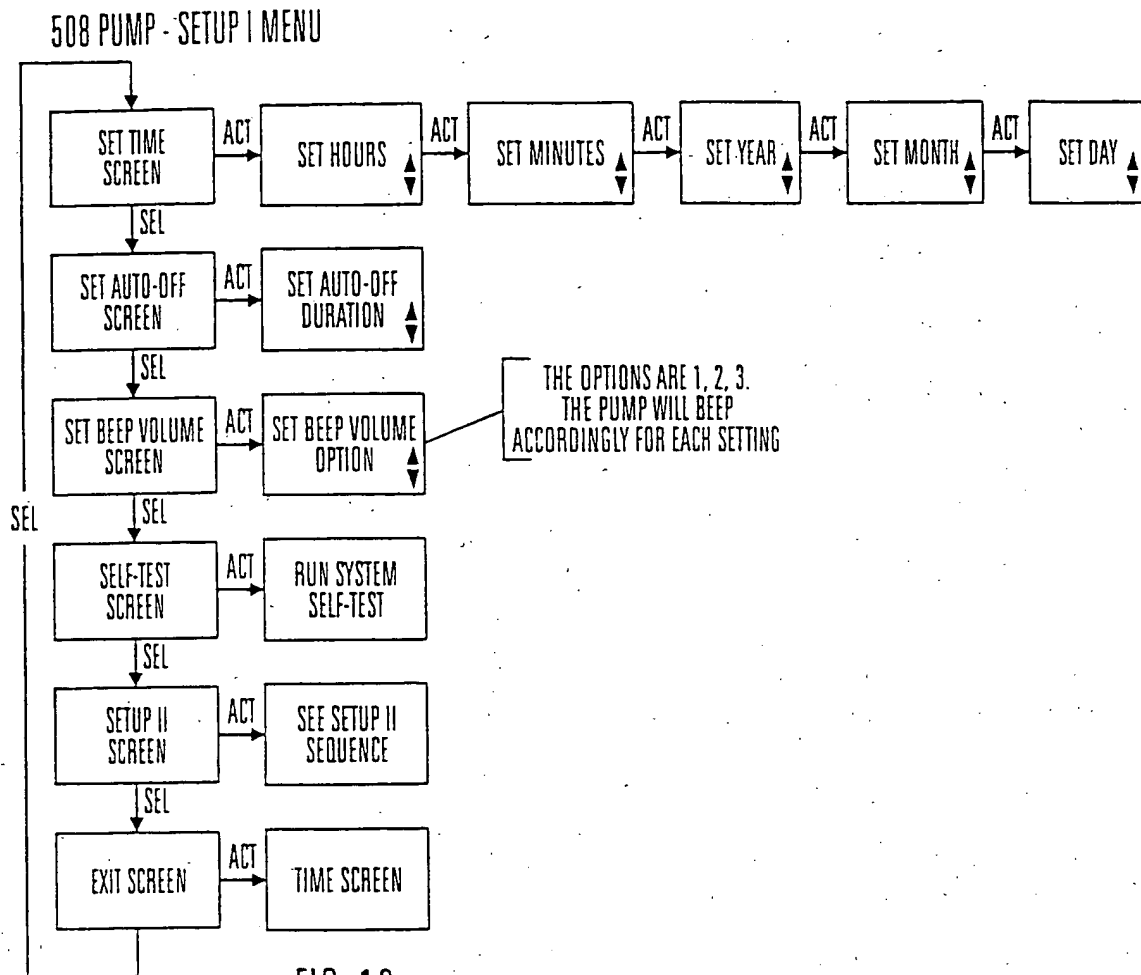 508 PUMP - SETUP I MENU
SET TIME
SCREEN
ACT
SET HOURS
ACT
SET MINUTES
ACT
SET YEAR
ACT
SET MONTH
ACT
SET DAY
SEL
SET AUTO-OFF
SCREEN
ACT
SET AUTO-OFF
DURATION
SEL
SET BEEP VOLUME
SCREEN
ACT
SET BEEP VOLUME
OPTION
THE OPTIONS ARE 1, 2, 3.
THE PUMP WILL BEEP
ACCORDINGLY FOR EACH SETTING
SEL
SEL
SELF-TEST
SCREEN
ACT
RUN SYSTEM
SELF-TEST
SEL
SETUP II
SCREEN
ACT
SEE SETUP II
SEQUENCE
SEL
EXIT SCREEN
ACT
TIME SCREEN